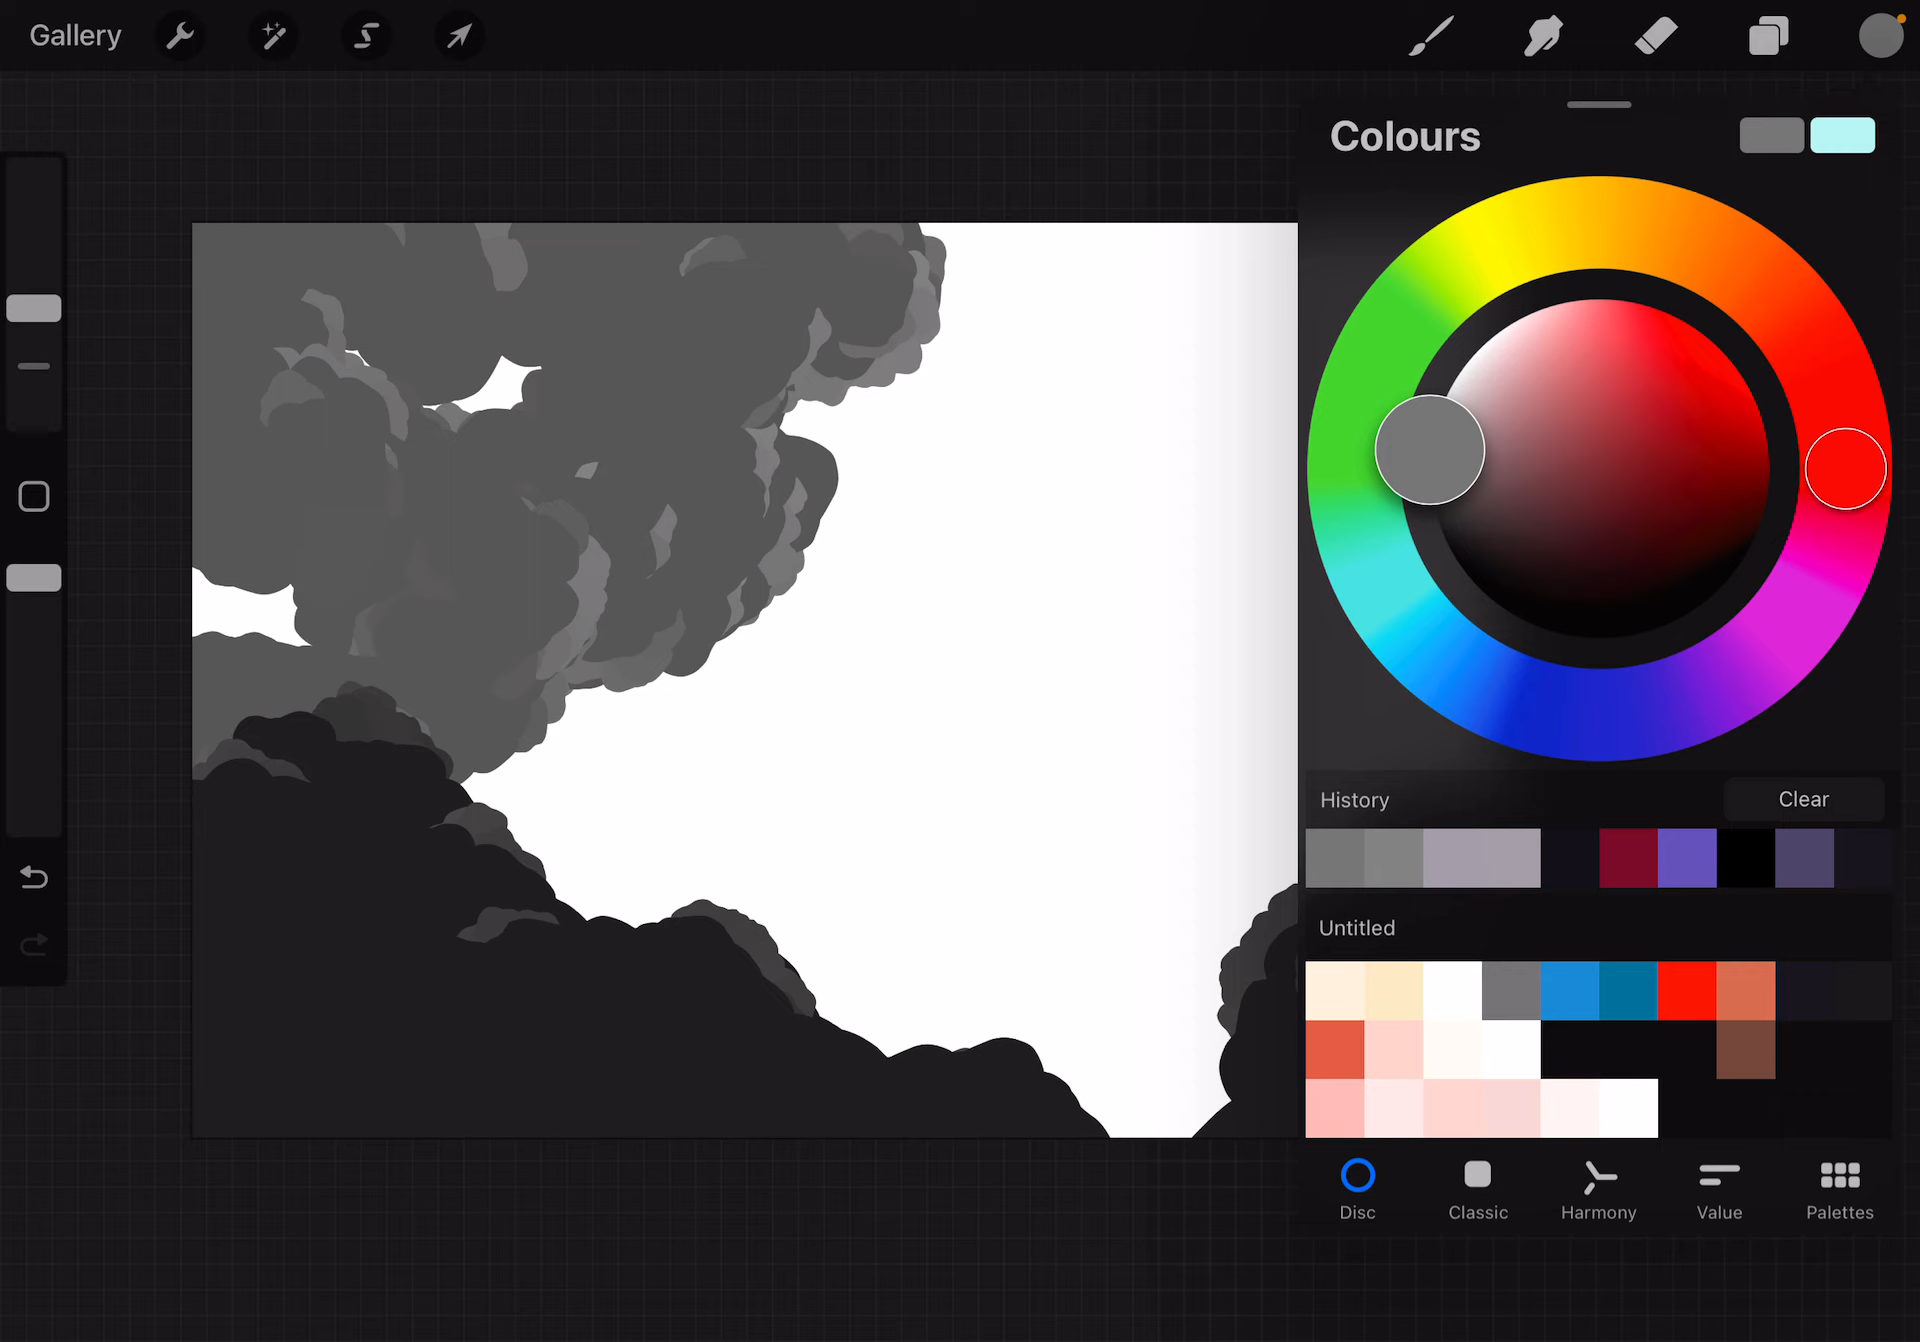 Gallery
Colours
History
Clear
Untitled
Disc
Classic
Harmony
Value
Palettes